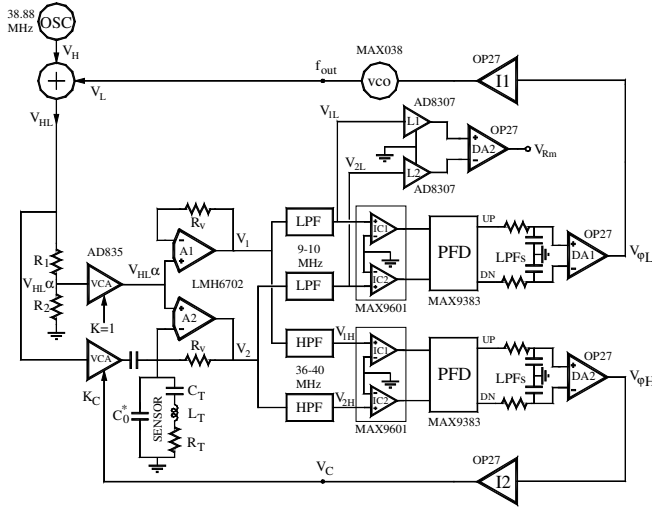 38.88
MHz
OSC
V_H
+
V_L
V_HL
f_out
MAX038
vco
OP27
I1
V_1L
V_2L
AD8307
L1
L2
AD8307
OP27
DA2
V_Rm
R_1
V_HL α
R_2
AD835
VCA
K=1
VCA
K_C
V_HL α
R_v
A1
LMH6702
A2
R_v
V_1
V_2
C_0*
SENSOR
C_T
L_T
R_T
LPF
9-10
MHz
LPF
HPF
V_1H
36-40
MHz
HPF
V_2H
IC1
IC2
MAX9601
IC1
IC2
MAX9601
PFD
MAX9383
UP
DN
LPFs
OP27
DA1
V_φL
PFD
MAX9383
UP
DN
LPFs
OP27
DA2
V_φH
V_C
OP27
I2